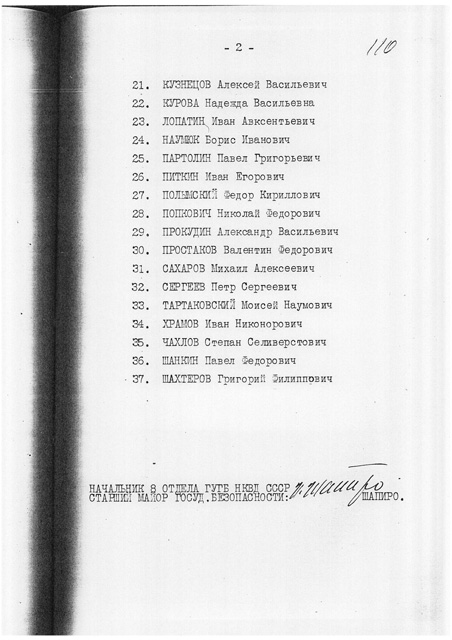 - 2 -
110
21. КУЗНЕЦОВ Алексей Васильевич
22. КУРОВА Надежда Васильевна
23. ЛОПАТИН, Иван Авксентьевич
24. НАУМЮК Борис Иванович
25. ПАРТОЛИН Павел Григорьевич
26. ПИТКИН Иван Егорович
27. ПОЛЫМСКИЙ Федор Кириллович
28. ПОПКОВИЧ Николай Федорович
29. ПРОКУДИН Александр Васильевич
30. ПРОСТАКОВ Валентин Федорович
31. САХАРОВ Михаил Алексеевич
32. СЕРГЕЕВ Петр Сергеевич
33. ТАРТАКОВСКИЙ Моисей Наумович
34. ХРАМОВ Иван Никонорович
35. ЧАХЛОВ Степан Селиверстович
36. ШАНКИН Павел Федорович
37. ШАХТЕРОВ Григорий Филиппович
НАЧАЛЬНИК 8 ОТДЕЛА ГУГБ НКВД СССР
СТАРШИЙ МАЙОР ГОСУД.БЕЗОПАСНОСТИ: И. Шапиро ШАПИРО.